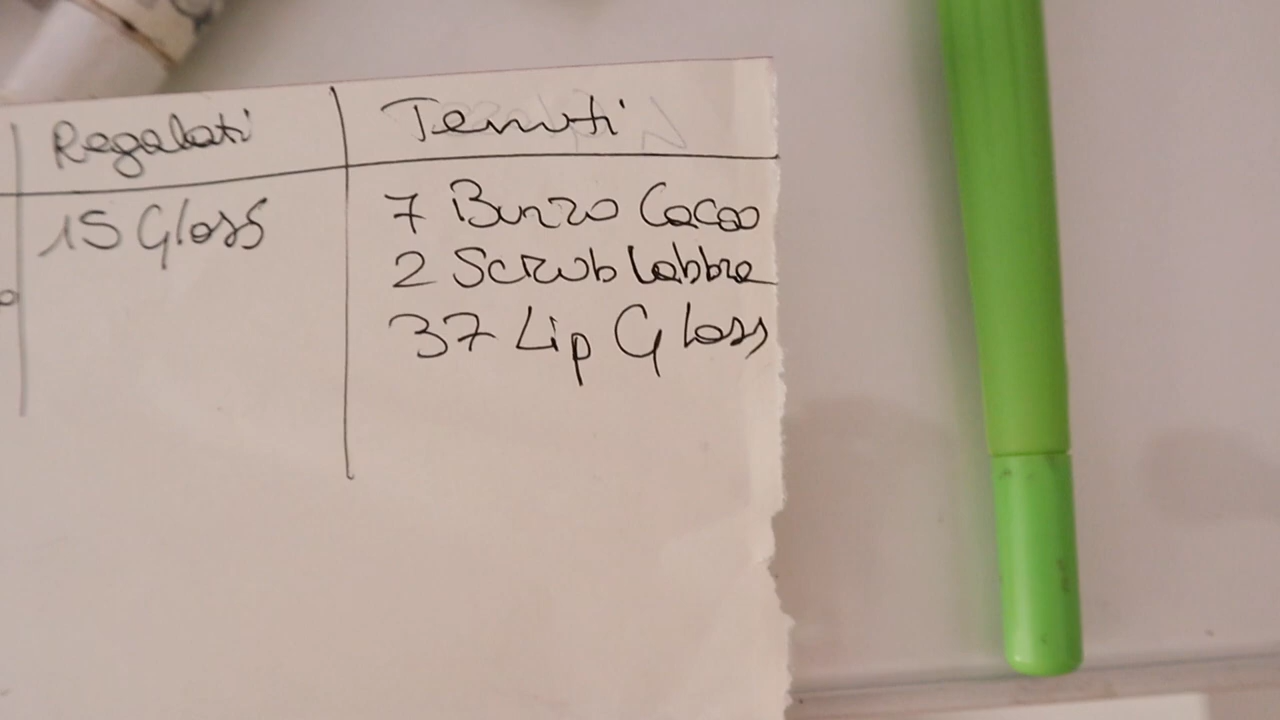 Regalati
Tenuti
15 Gloss
7 Burro Cacao
2 Scrub labbra
37 Lip Gloss